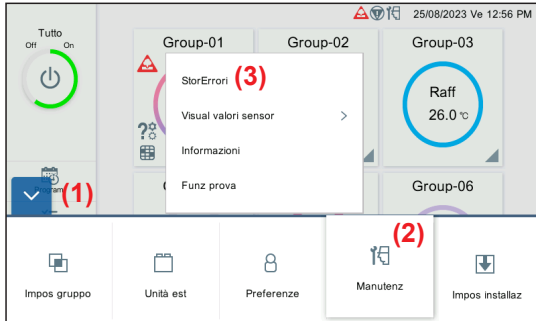 25/08/2023 Ve 12:56 PM
Tutto
Off On
Group-01
Group-02
Group-03
StorErrori (3)
Visual valori sensor
Informazioni
Funz prova
Raff
26.0 °C
(1)
Group-06
(2)
Impos gruppo
Unità est
Preferenze
Manutenz
Impos installaz